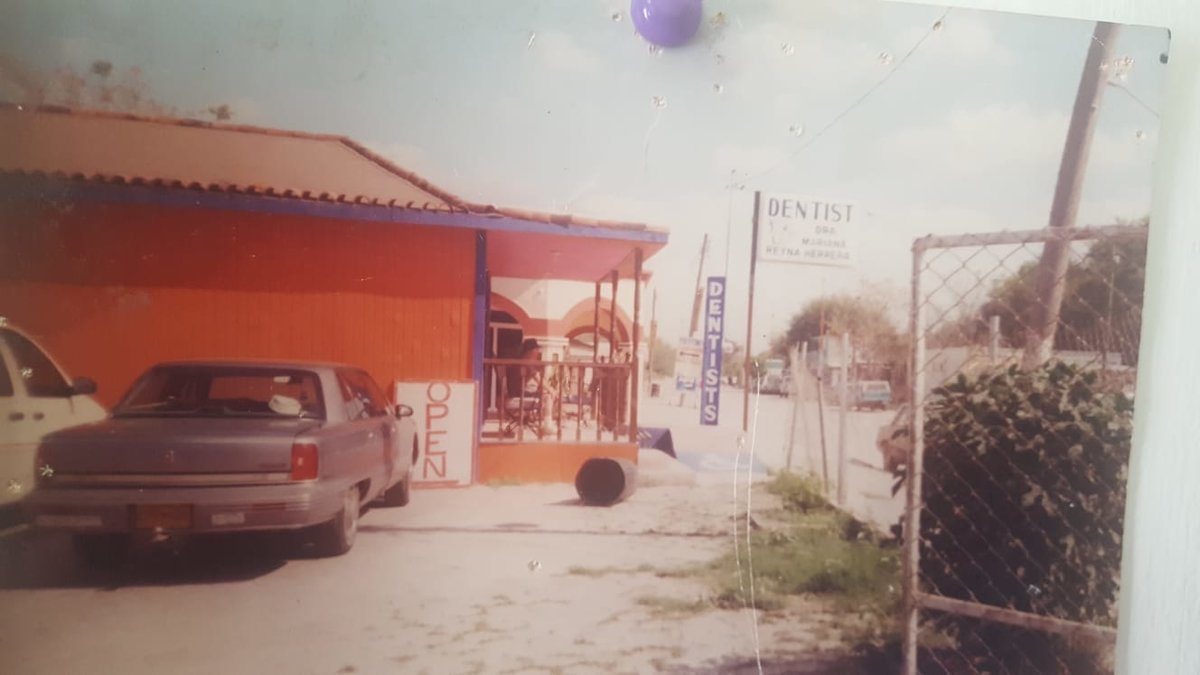 DENTIST
DRA.
MARIANA
REYNA HERRERA
DENTISTS
OPEN